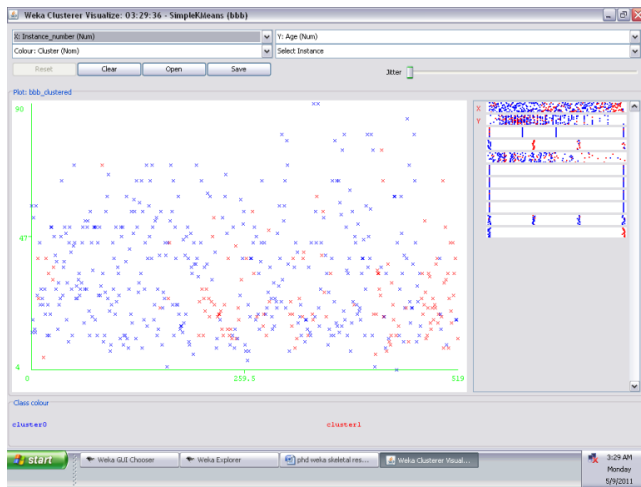 Weka Clusterer Visualize: 03:29:36 - SimpleKMeans (bbb)
X: Instance_number (Num) Y: Age (Num)
Colour: Cluster (Nom) Select Instance
Reset Clear Open Save Jitter
Plot: bbb_clustered
90
47
4
0 259.5 519
X
Y
Class colour
cluster0 cluster1
start Weka GUI Chooser Weka Explorer phd weka skeletal res... Weka Clusterer Visual... 3:29 AM
Monday
5/9/2011